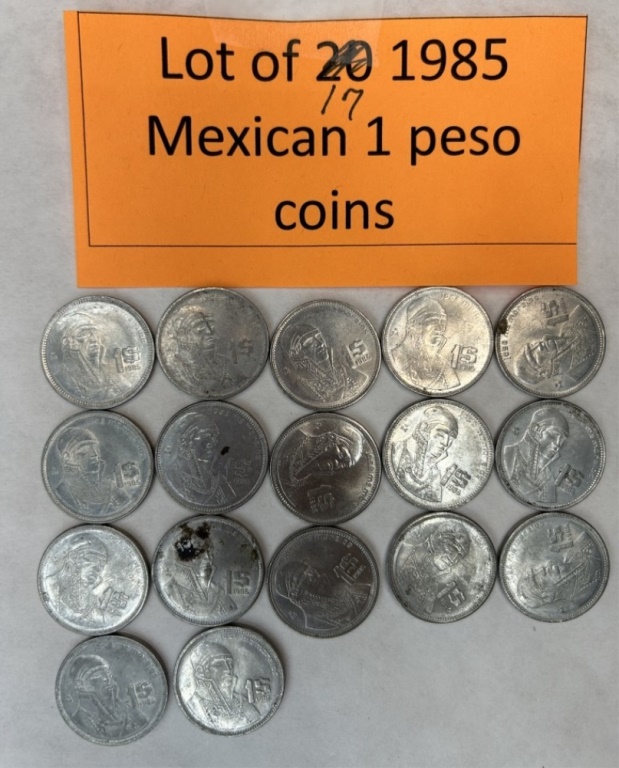 Lot of 20 1985
17
Mexican 1 peso
coins